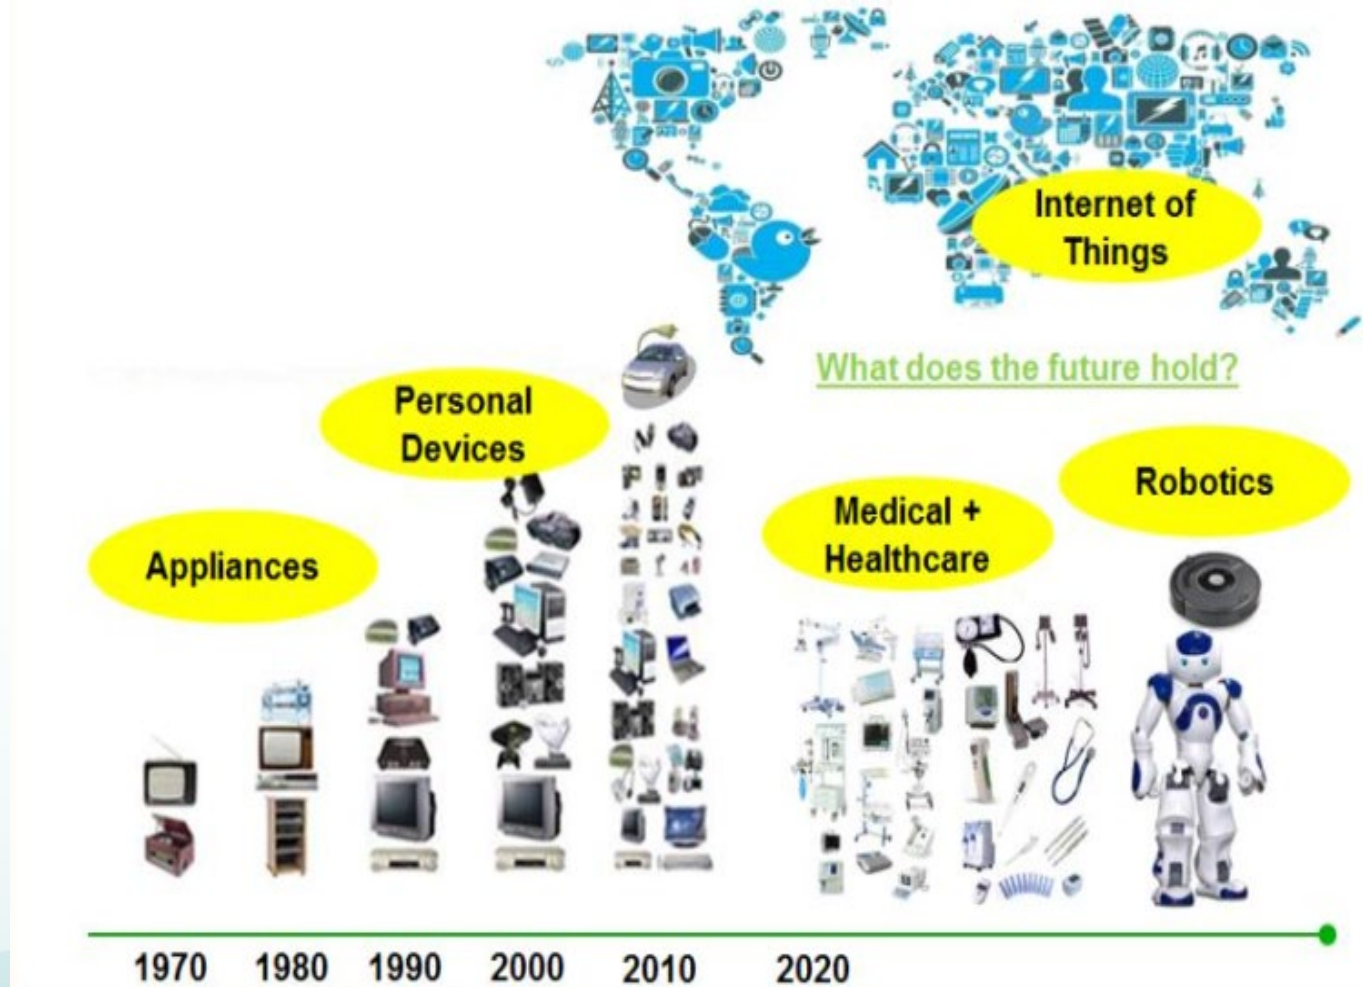 Internet of
Things
What does the future hold?
Personal
Devices
Robotics
Medical +
Healthcare
Appliances
1970 1980 1990 2000 2010 2020